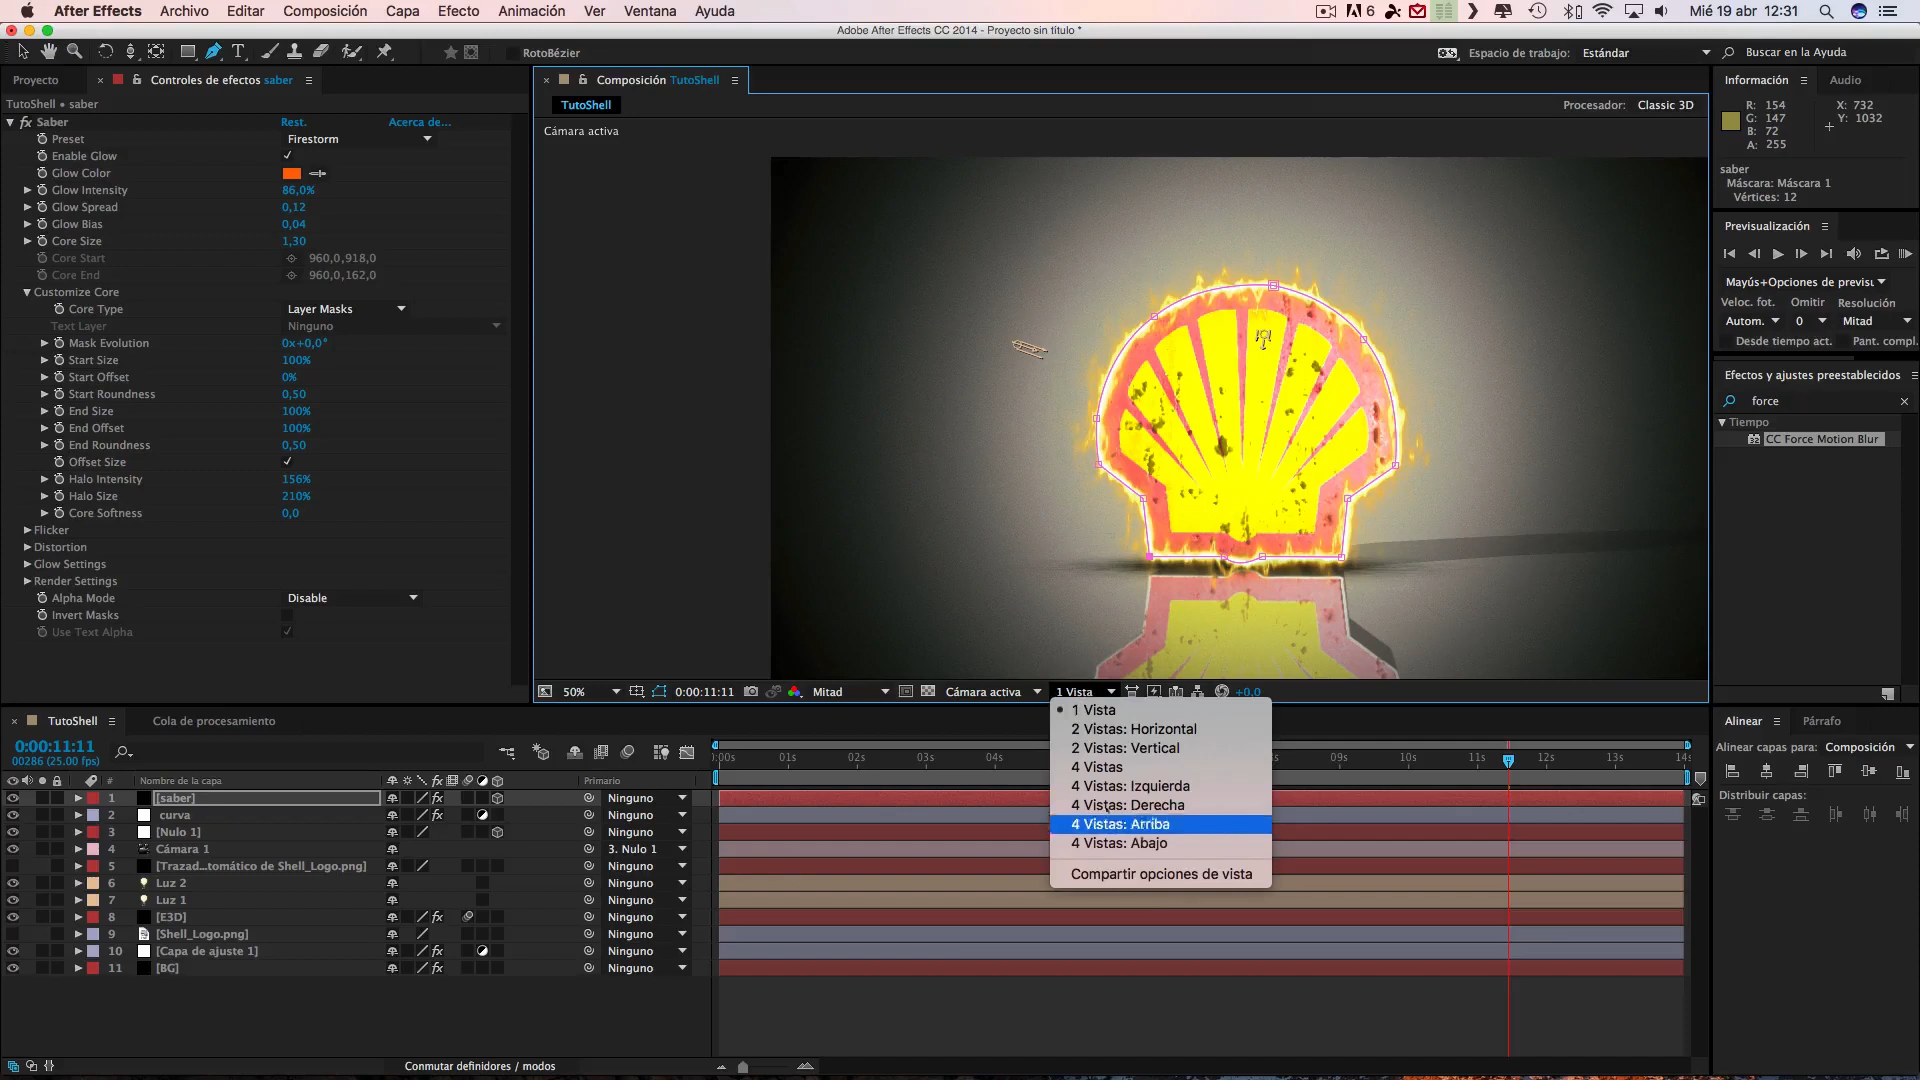 After Effects Archivo Editar Composición Capa Efecto Animación Ver Ventana Ayuda 6 Mié 19 abr 12:31
Adobe After Effects CC 2014 - Proyecto sin título *
RotoBézier Espacio de trabajo: Estándar Buscar en la Ayuda
Proyecto × Controles de efectos saber
× Composición TutoShell
Información Audio
TutoShell • saber
TutoShell Procesador: Classic 3D
Cámara activa
R: 154 X: 732
G: 147 Y: 1032
B: 72
A: 255
saber
Máscara: Máscara 1
Vértices: 12
fx Saber Rest. Acerca de...
Preset Firestorm
Enable Glow
Glow Color
Glow Intensity 86,0%
Glow Spread 0,12
Glow Bias 0,04
Core Size 1,30
Core Start 960,0,918,0
Core End 960,0,162,0
Customize Core
Core Type Layer Masks
Text Layer Ninguno
Mask Evolution 0x+0,0°
Start Size 100%
Start Offset 0%
Start Roundness 0,50
End Size 100%
End Offset 100%
End Roundness 0,50
Offset Size
Halo Intensity 156%
Halo Size 210%
Core Softness 0,0
Flicker
Distortion
Glow Settings
Render Settings
Alpha Mode Disable
Invert Masks
Use Text Alpha
Previsualización
Mayús+Opciones de previsu
Veloc. fot. Omitir Resolución
Autom. 0 Mitad
Desde tiempo act. Pant. compl.
Efectos y ajustes preestablecidos
force
Tiempo
CC Force Motion Blur
50% 0:00:11:11 Mitad Cámara activa 1 Vista +0,0
1 Vista
2 Vistas: Horizontal
2 Vistas: Vertical
4 Vistas
4 Vistas: Izquierda
4 Vistas: Derecha
4 Vistas: Arriba
4 Vistas: Abajo
Compartir opciones de vista
× TutoShell Cola de procesamiento
0:00:11:11
00286 (25.00 fps)
:00s 01s 02s 03s 04s 09s 10s 11s 12s 13s 14s
# Nombre de la capa fx Primario
1 [saber] fx Ninguno
2 curva fx Ninguno
3 [Nulo 1] Ninguno
4 Cámara 1 3. Nulo 1
5 [Trazad...tomático de Shell_Logo.png] Ninguno
6 Luz 2 Ninguno
7 Luz 1 Ninguno
8 [E3D] fx Ninguno
9 [Shell_Logo.png] Ninguno
10 [Capa de ajuste 1] fx Ninguno
11 [BG] fx Ninguno
Conmutar definidores / modos
Alinear Párrafo
Alinear capas para: Composición
Distribuir capas: